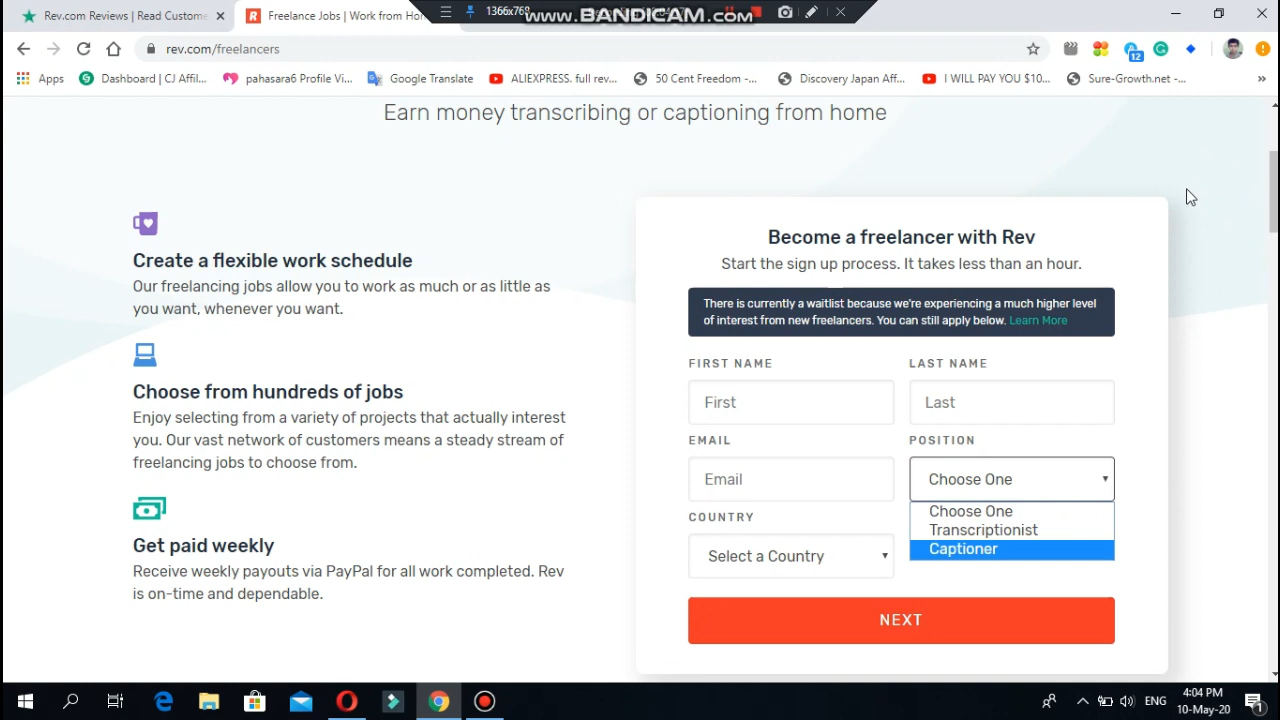 Rev.com Reviews | Read Custome
Freelance Jobs | Work from Ho
1366x768
www.BANDICAM.com
rev.com/freelancers
12
Apps
Dashboard | CJ Affil...
pahasara6 Profile Vi...
Google Translate
ALIEXPRESS. full rev...
50 Cent Freedom -...
Discovery Japan Aff...
I WILL PAY YOU $10...
Sure-Growth.net -...
»
Earn money transcribing or captioning from home
Create a flexible work schedule
Our freelancing jobs allow you to work as much or as little as
you want, whenever you want.
Choose from hundreds of jobs
Enjoy selecting from a variety of projects that actually interest
you. Our vast network of customers means a steady stream of
freelancing jobs to choose from.
Get paid weekly
Receive weekly payouts via PayPal for all work completed. Rev
is on-time and dependable.
Become a freelancer with Rev
Start the sign up process. It takes less than an hour.
There is currently a waitlist because we're experiencing a much higher level
of interest from new freelancers. You can still apply below. Learn More
FIRST NAME
LAST NAME
First
Last
EMAIL
POSITION
Email
Choose One
Choose One
Transcriptionist
Captioner
COUNTRY
Select a Country
NEXT
ENG
4:04 PM
10-May-20
1